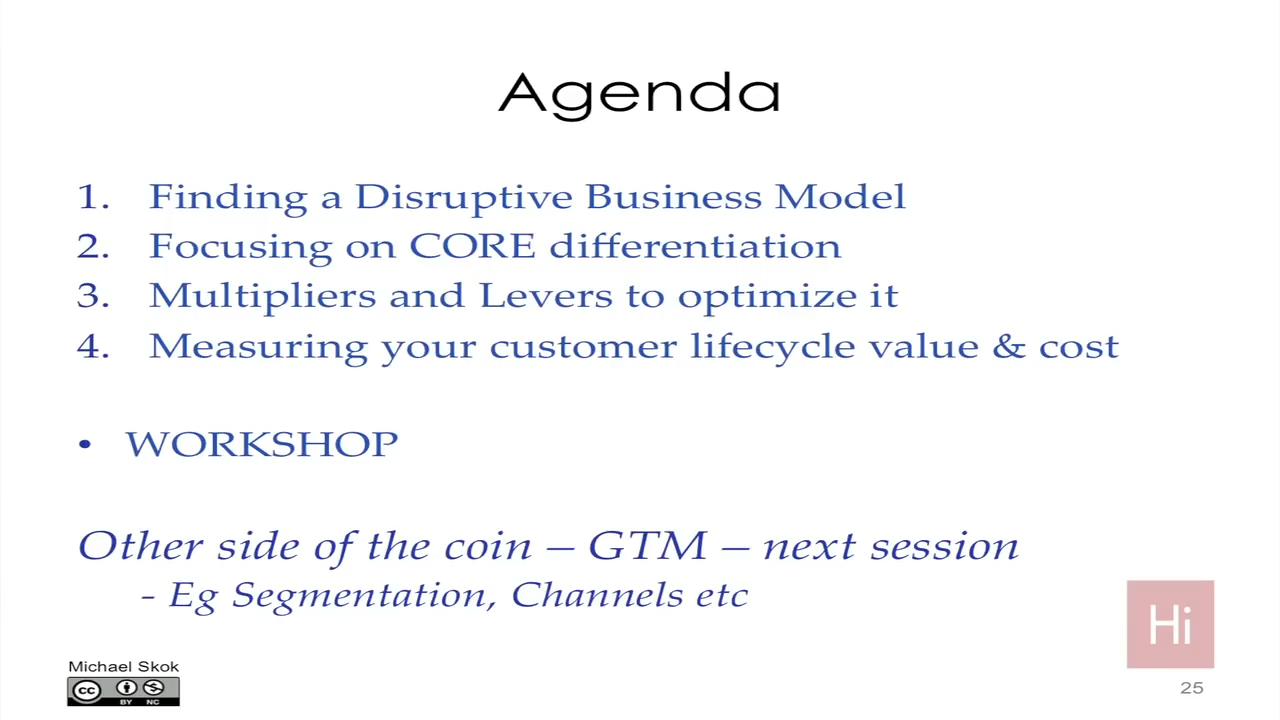 Agenda
1. Finding a Disruptive Business Model
2. Focusing on CORE differentiation
3. Multipliers and Levers to optimize it
4. Measuring your customer lifecycle value & cost
• WORKSHOP
Other side of the coin – GTM – next session
- Eg Segmentation, Channels etc
Hi
Michael Skok
cc BY NC
25